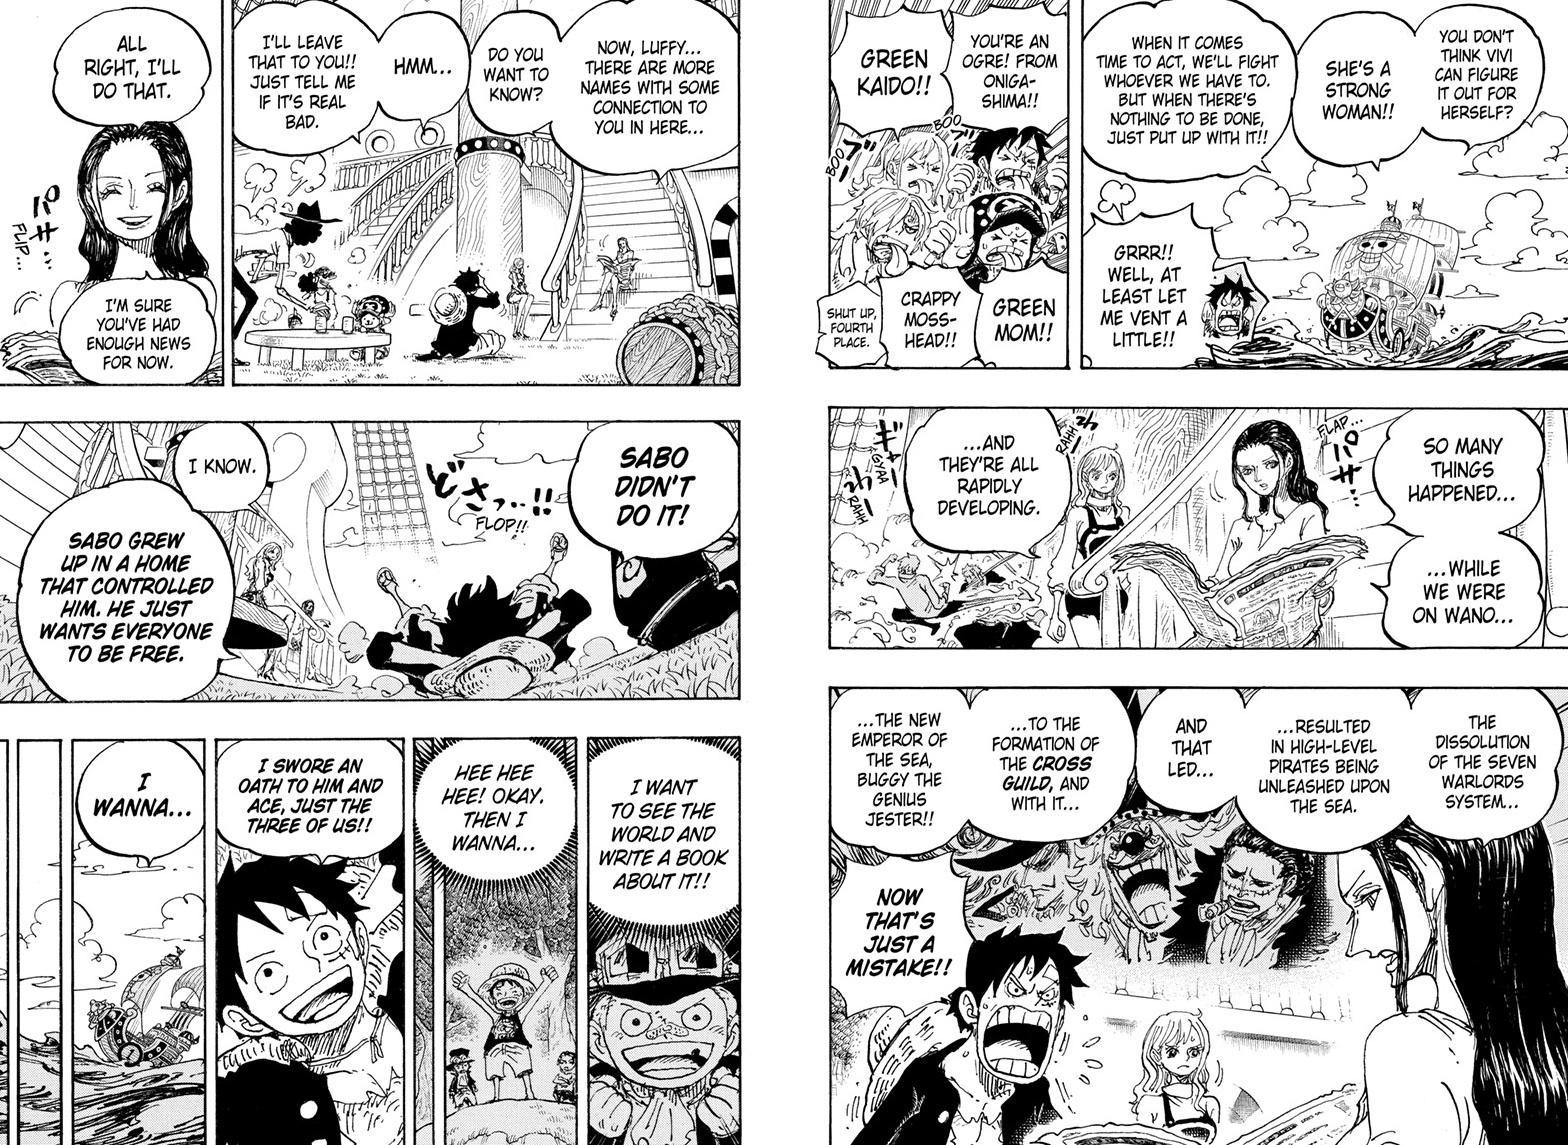 YOU DON'T
THINK VIVI
CAN FIGURE
IT OUT FOR
HERSELF?
SHE'S A
STRONG
WOMAN!!
WHEN IT COMES
TIME TO ACT, WE'LL FIGHT
WHOEVER WE HAVE TO.
BUT WHEN THERE'S
NOTHING TO BE DONE,
JUST PUT UP WITH IT!!
GRRR!!
WELL, AT
LEAST LET
ME VENT A
LITTLE!!
YOU'RE AN
OGRE! FROM
ONIGA-
SHIMA!!
GREEN
KAIDO!!
BOO
BOO
GREEN
MOM!!
CRAPPY
MOSS-
HEAD!!
SHUT UP,
FOURTH
PLACE.
SO MANY
THINGS
HAPPENED...
FLAP...
バサ...
...WHILE
WE WERE
ON WANO...
...AND
THEY'RE ALL
RAPIDLY
DEVELOPING.
RAHH
GYAA
RAHH
THE
DISSOLUTION
OF THE SEVEN
WARLORDS
SYSTEM...
...RESULTED
IN HIGH-LEVEL
PIRATES BEING
UNLEASHED UPON
THE SEA.
AND
THAT
LED...
...TO THE
FORMATION OF
THE CROSS
GUILD, AND
WITH IT...
...THE NEW
EMPEROR OF
THE SEA,
BUGGY THE
GENIUS
JESTER!!
NOW
THAT'S
JUST A
MISTAKE!!
NOW, LUFFY...
THERE ARE MORE
NAMES WITH SOME
CONNECTION TO
YOU IN HERE...
DO YOU
WANT TO
KNOW?
HMM...
I'LL LEAVE
THAT TO YOU!!
JUST TELL ME
IF IT'S REAL
BAD.
ALL
RIGHT, I'LL
DO THAT.
FLIP...
I'M SURE
YOU'VE HAD
ENOUGH NEWS
FOR NOW.
SABO
DIDN'T
DO IT!
どさっ...!!
FLOP!!
I KNOW.
SABO GREW
UP IN A HOME
THAT CONTROLLED
HIM. HE JUST
WANTS EVERYONE
TO BE FREE.
I WANT
TO SEE THE
WORLD AND
WRITE A BOOK
ABOUT IT!!
HEE HEE
HEE! OKAY.
THEN I
WANNA...
I SWORE AN
OATH TO HIM AND
ACE, JUST THE
THREE OF US!!
I
WANNA...